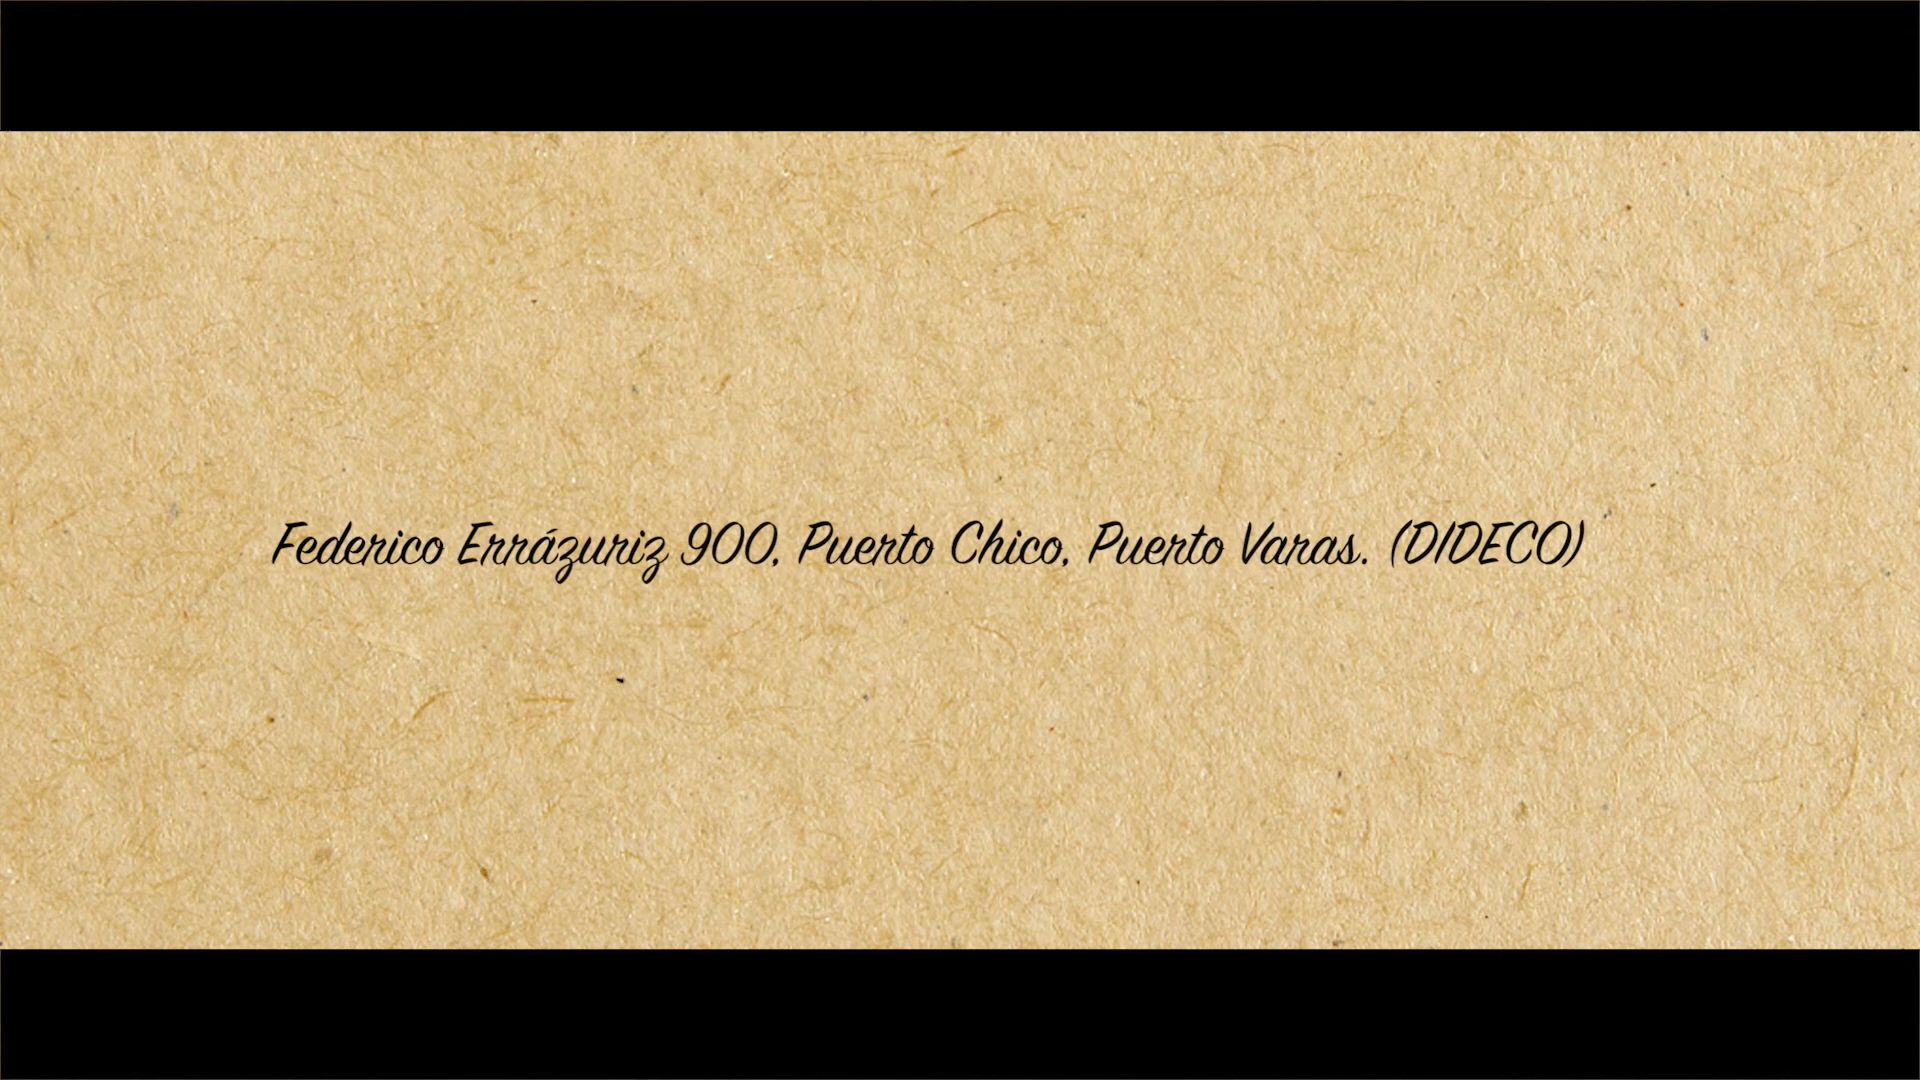 Federico Errázuriz 900, Puerto Chico, Puerto Varas. (DIDECO)